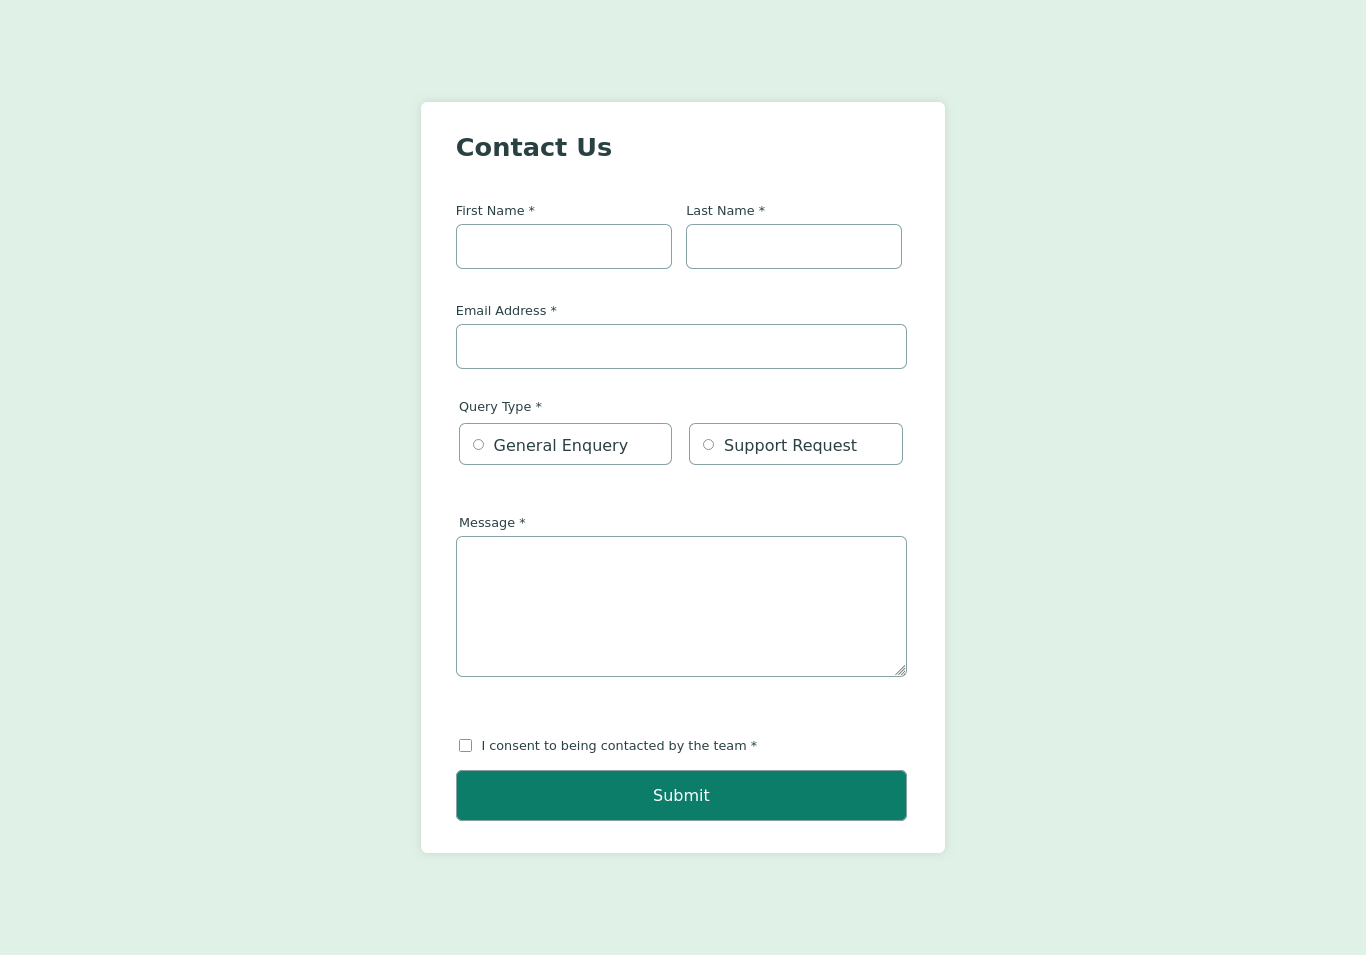 Contact Us
First Name * Last Name *
Email Address *
Query Type *
General Enquery Support Request
Message *
I consent to being contacted by the team *
Submit